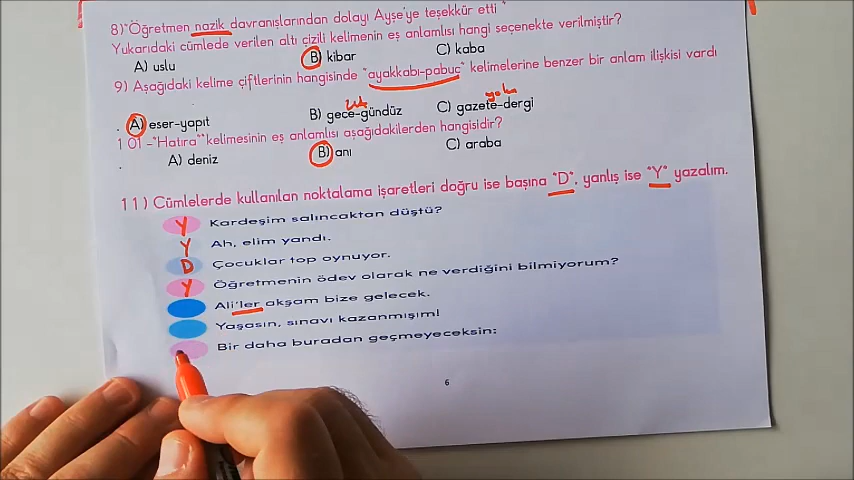 8)"Öğretmen nazik davranışlarından dolayı Ayşe'ye teşekkür etti "
Yukarıdaki cümlede verilen altı çizili kelimenin eş anlamlısı hangi seçenekte verilmiştir?
A) uslu B) kibar C) kaba
9) Aşağıdaki kelime çiftlerinin hangisinde "ayakkabı-pabuç" kelimelerine benzer bir anlam ilişkisi vardı
A) eser-yapıt B) gece-gündüz C) gazete-dergi
1 0) -"Hatıra" kelimesinin eş anlamlısı aşağıdakilerden hangisidir?
A) deniz B) anı C) araba
11) Cümlelerde kullanılan noktalama işaretleri doğru ise başına "D", yanlış ise "Y" yazalım.
Y Kardeşim salıncaktan düştü?
Y Ah, elim yandı.
D Çocuklar top oynuyor.
Y Öğretmenin ödev olarak ne verdiğini bilmiyorum?
Ali'ler akşam bize gelecek.
Yaşasın, sınavı kazanmışım!
Bir daha buradan geçmeyeceksin:
6